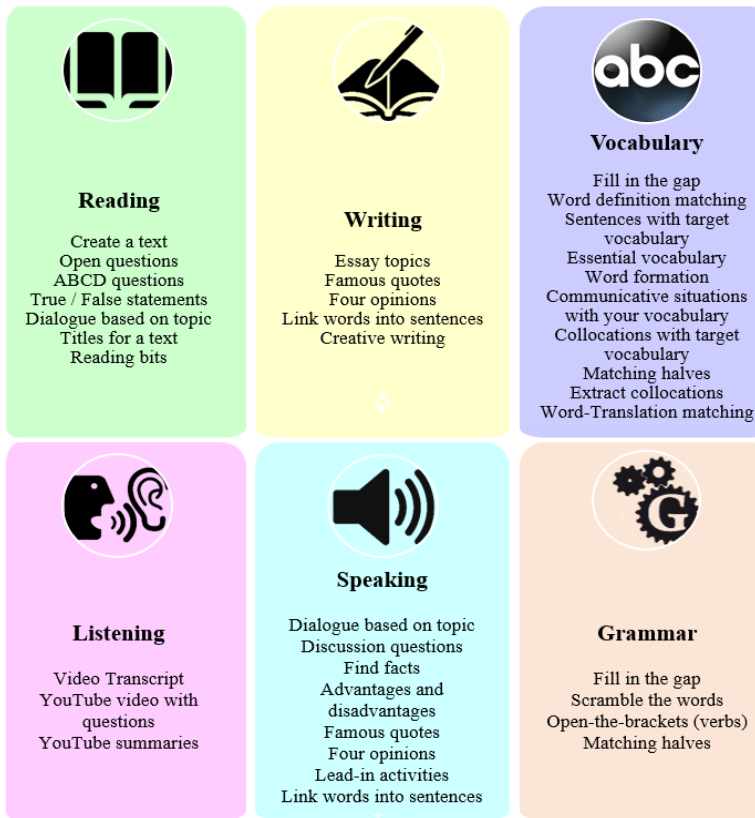 Reading
Create a text
Open questions
ABCD questions
True / False statements
Dialogue based on topic
Titles for a text
Reading bits
Writing
Essay topics
Famous quotes
Four opinions
Link words into sentences
Creative writing
abc
Vocabulary
Fill in the gap
Word definition matching
Sentences with target
vocabulary
Essential vocabulary
Word formation
Communicative situations
with your vocabulary
Collocations with target
vocabulary
Matching halves
Extract collocations
Word-Translation matching
Listening
Video Transcript
YouTube video with
questions
YouTube summaries
Speaking
Dialogue based on topic
Discussion questions
Find facts
Advantages and
disadvantages
Famous quotes
Four opinions
Lead-in activities
Link words into sentences
G
Grammar
Fill in the gap
Scramble the words
Open-the-brackets (verbs)
Matching halves